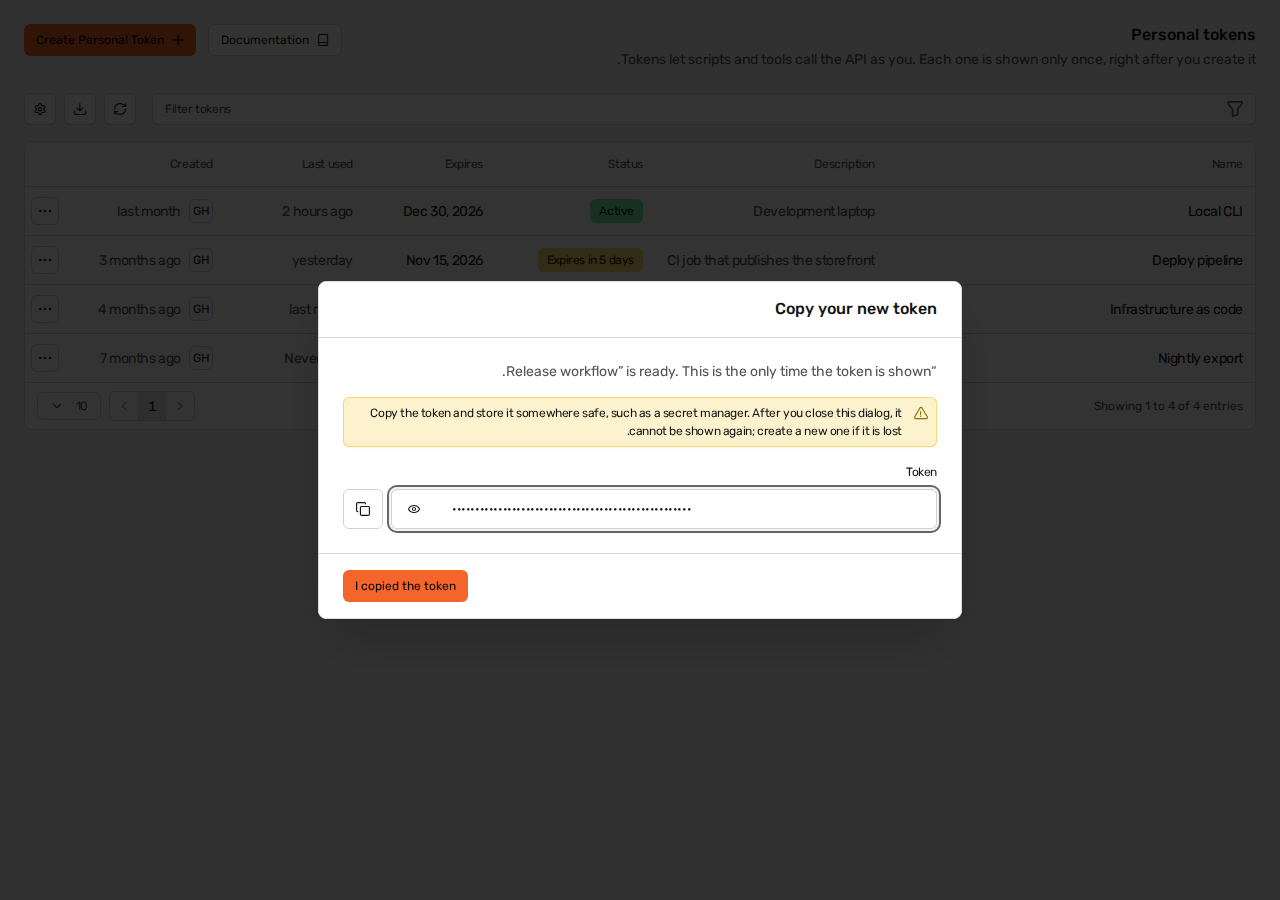 Personal tokens
Tokens let scripts and tools call the API as you. Each one is shown only once, right after you create it.
Documentation
Create Personal Token
Filter tokens
Name Description Status Expires Last used Created
Local CLI Development laptop Active Dec 30, 2026 2 hours ago GH last month
Deploy pipeline CI job that publishes the storefront Expires in 5 days Nov 15, 2026 yesterday GH 3 months ago
Infrastructure as code GH 4 months ago
Nightly export GH 7 months ago
Showing 1 to 4 of 4 entries
1
10
Copy your new token
“Release workflow” is ready. This is the only time the token is shown.
Copy the token and store it somewhere safe, such as a secret manager. After you close this dialog, it
cannot be shown again; create a new one if it is lost.
Token
I copied the token